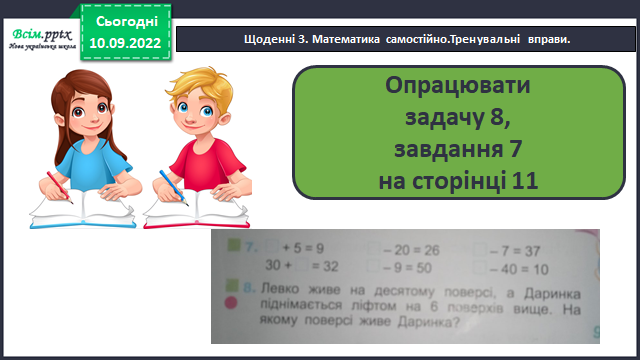 Всім.pptx
Нова українська школа
Сьогодні
10.09.2022
Щоденні 3. Математика самостійно.Тренувальні вправи.
Опрацювати
задачу 8,
завдання 7
на сторінці 11
7. □ + 5 = 9 □ – 20 = 26 □ – 7 = 37
30 + □ = 32 □ – 9 = 50 □ – 40 = 10
8. Левко живе на десятому поверсі, а Даринка
піднімається ліфтом на 6 поверхів вище. На
якому поверсі живе Даринка?
9